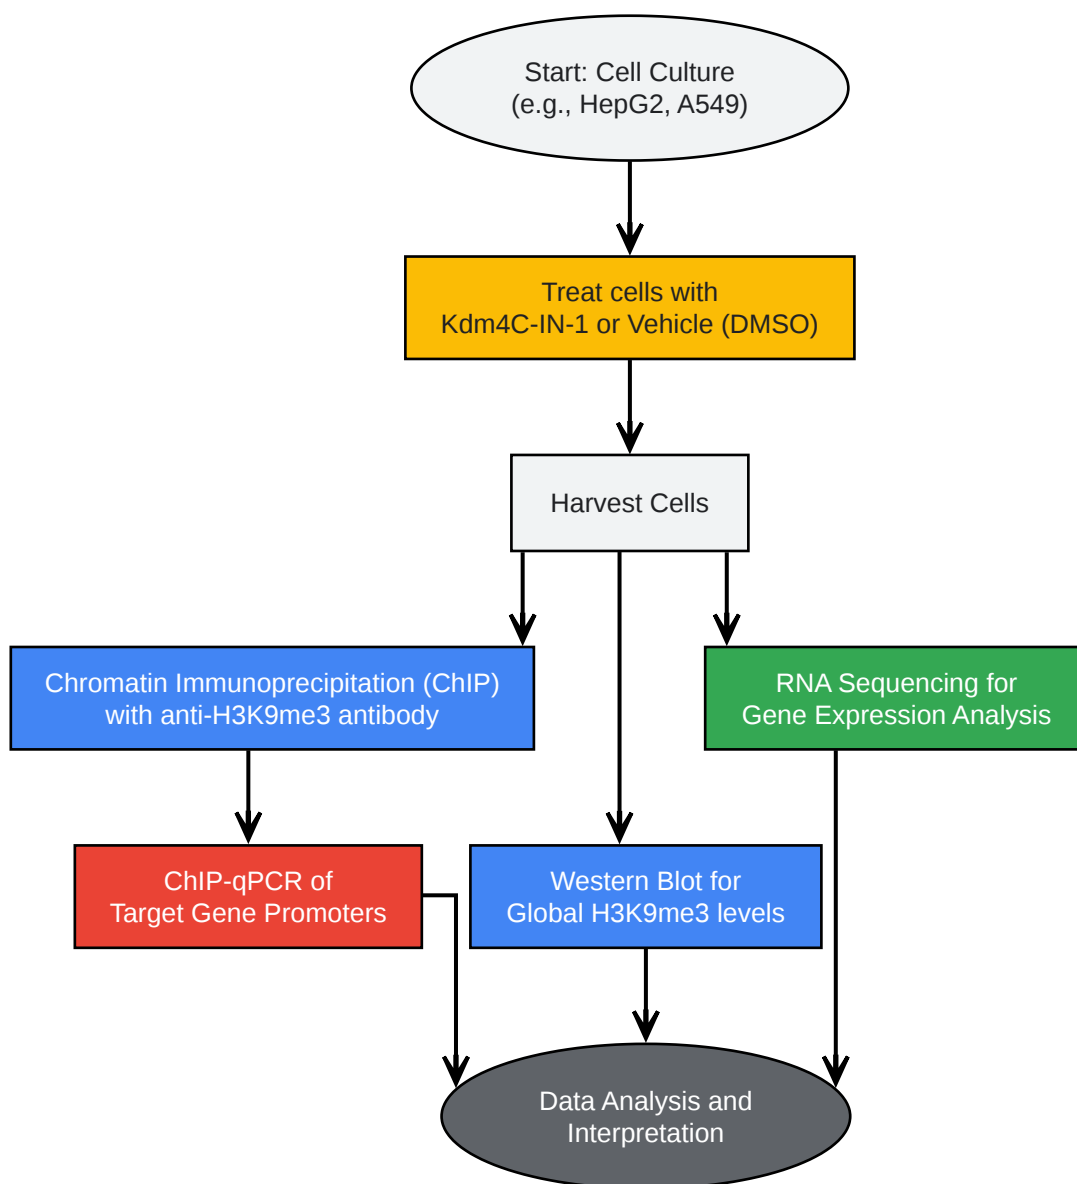 Start: Cell Culture
(e.g., HepG2, A549)
Treat cells with
Kdm4C-IN-1 or Vehicle (DMSO)
Harvest Cells
Chromatin Immunoprecipitation (ChIP)
with anti-H3K9me3 antibody
RNA Sequencing for
Gene Expression Analysis
ChIP-qPCR of
Target Gene Promoters
Western Blot for
Global H3K9me3 levels
Data Analysis and
Interpretation